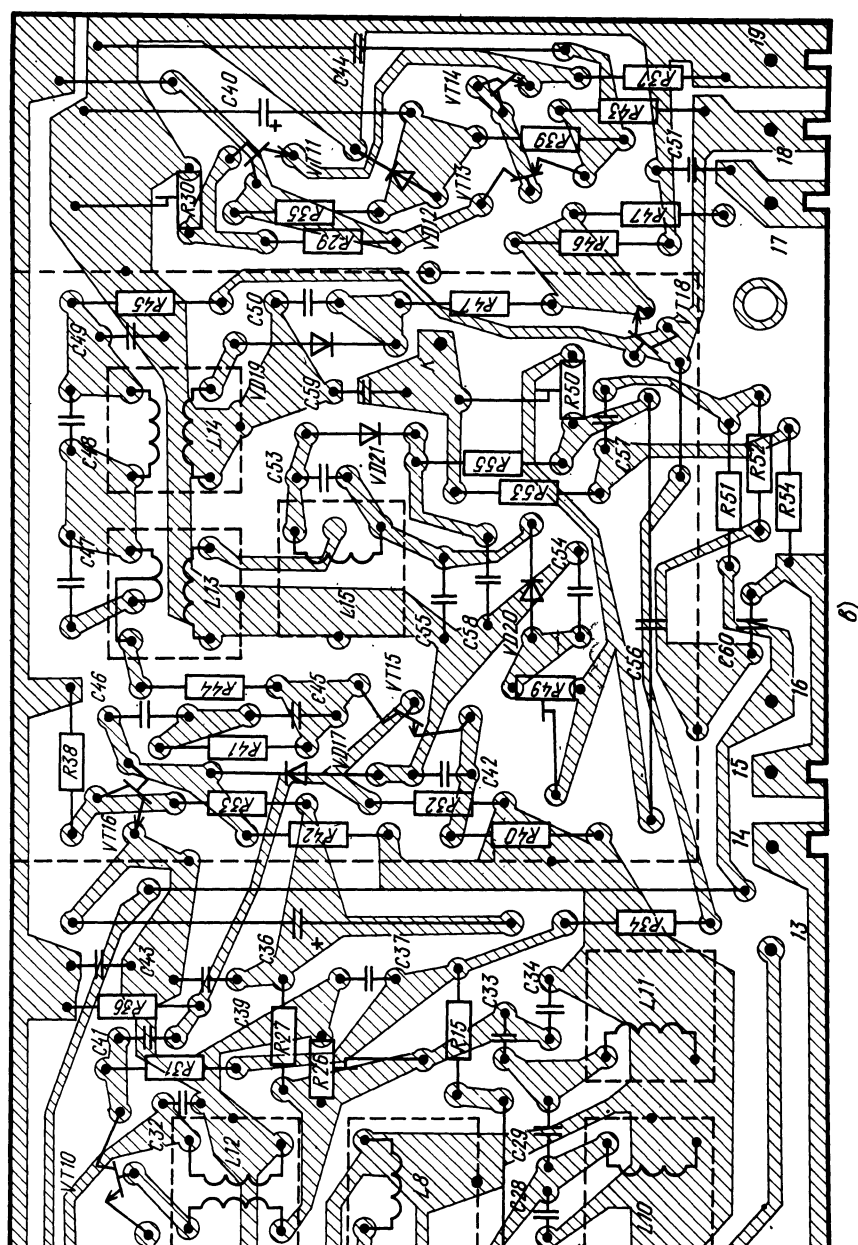 19
R37
C44
VT14
C40
R43
R39
C51
VT11
VT13
18
R30
R35
VD12
R47
R29
R46
17
R45
C50
R47
VT18
C49
VD19
K
C59
R50
L14
C48
C53
VD21
R55
C57
R52
R53
R51
R54
C47
C54
L13
L15
C55
C58
VD20
в)
C56
C60
C46
R44
C45
VT15
R49
16
R41
VD17
R38
C42
15
R33
R32
VT16
R42
R40
14
R34
13
C43
C36
C37
R36
C39
C33
C34
L11
C41
R27
R15
R26
R31
C32
L12
C29
VT10
L8
C28
L10